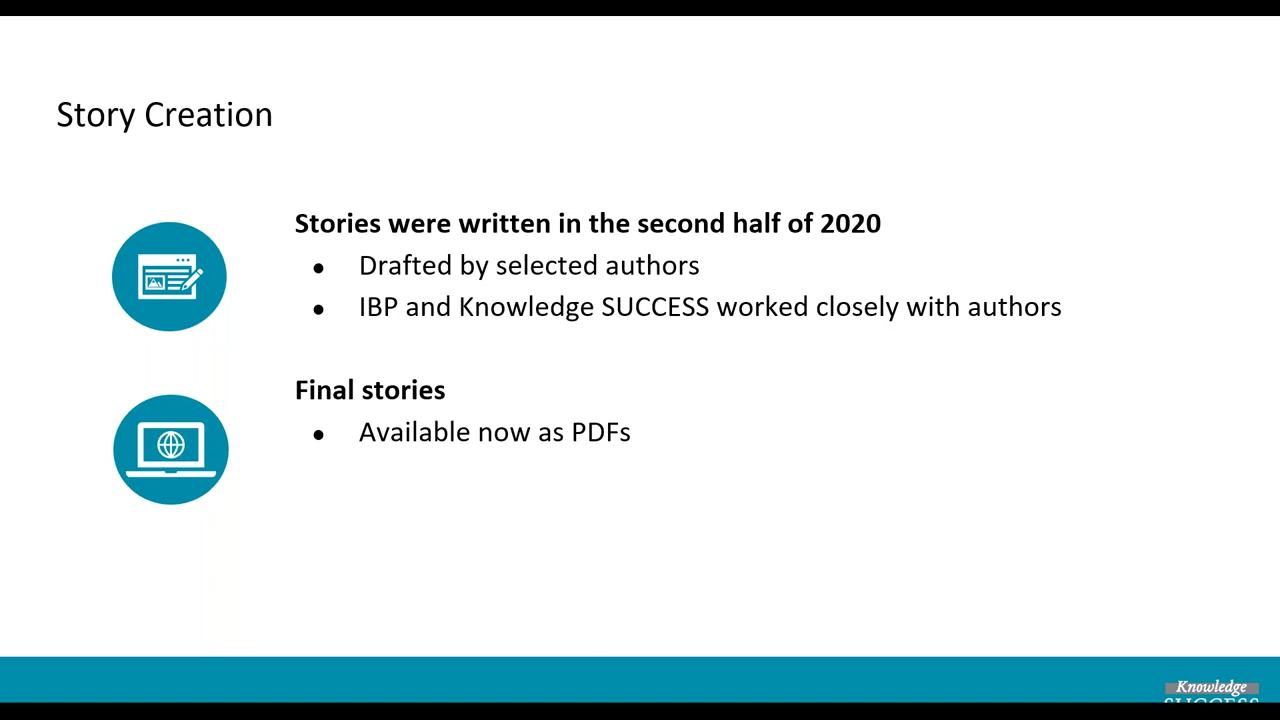 Story Creation
Stories were written in the second half of 2020
● Drafted by selected authors
● IBP and Knowledge SUCCESS worked closely with authors
Final stories
● Available now as PDFs
Knowledge
SUCCESS